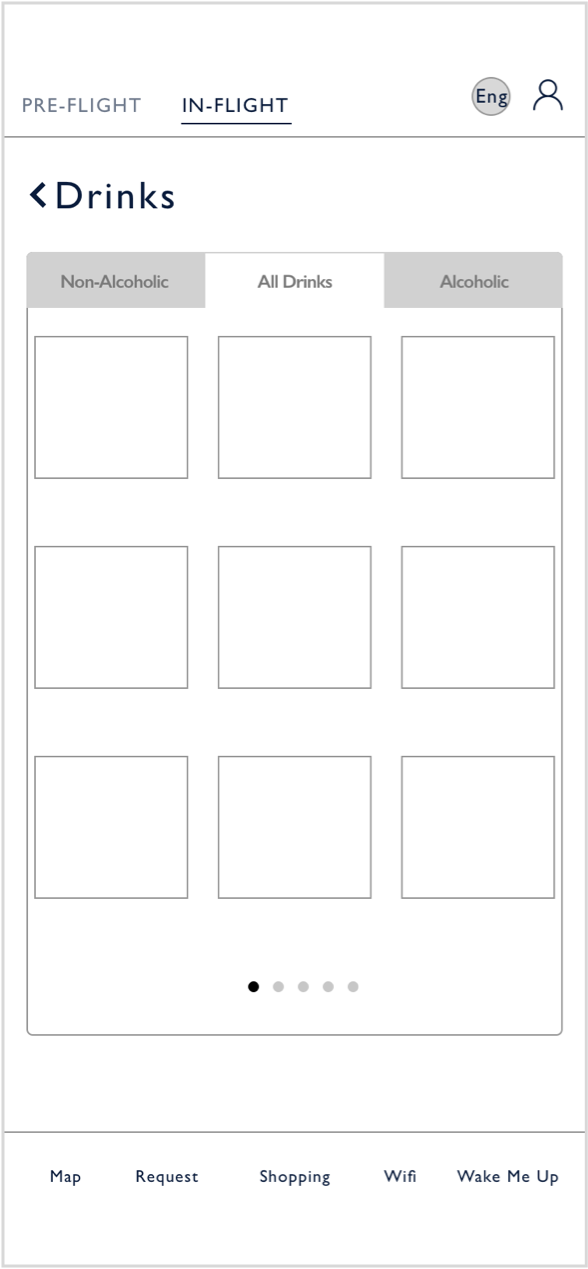 PRE-FLIGHT IN-FLIGHT Eng
Drinks
Non-Alcoholic All Drinks Alcoholic
Map Request Shopping Wifi Wake Me Up